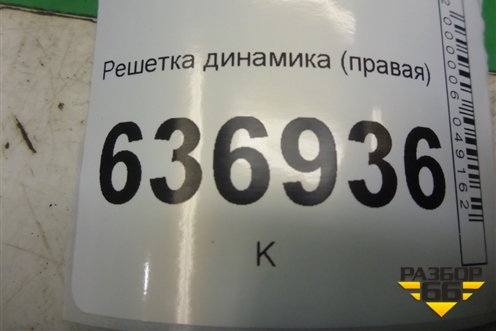 Решетка динамика (правая)
636936
К
2000006049162
РАЗБОР
66